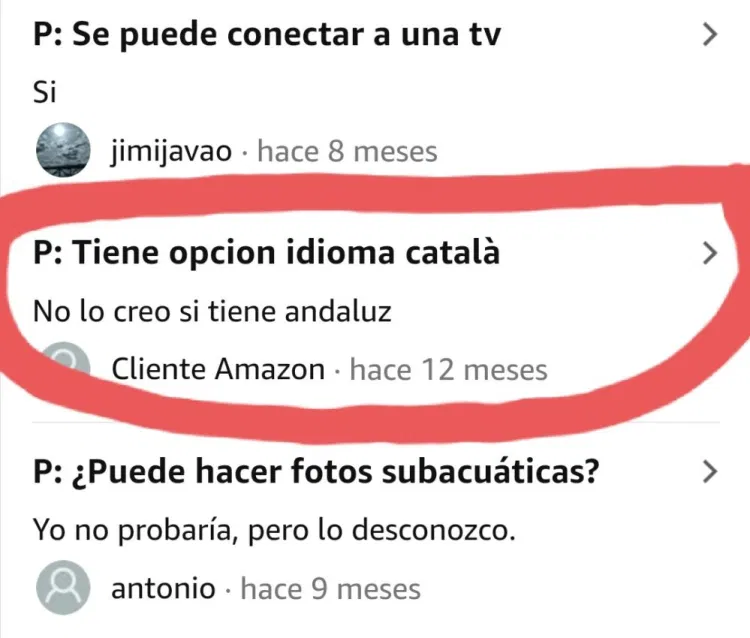 P: Se puede conectar a una tv
Si
jimijavao · hace 8 meses
P: Tiene opcion idioma català
No lo creo si tiene andaluz
Cliente Amazon · hace 12 meses
P: ¿Puede hacer fotos subacuáticas?
Yo no probaría, pero lo desconozco.
antonio · hace 9 meses